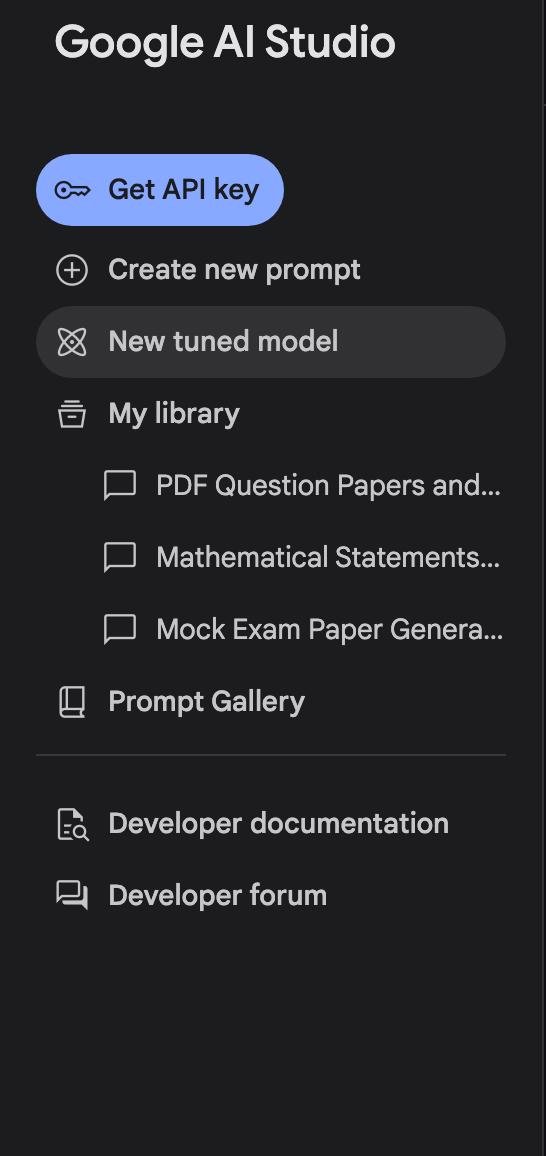 Google AI Studio
Get API key
Create new prompt
New tuned model
My library
PDF Question Papers and...
Mathematical Statements...
Mock Exam Paper Genera...
Prompt Gallery
Developer documentation
Developer forum